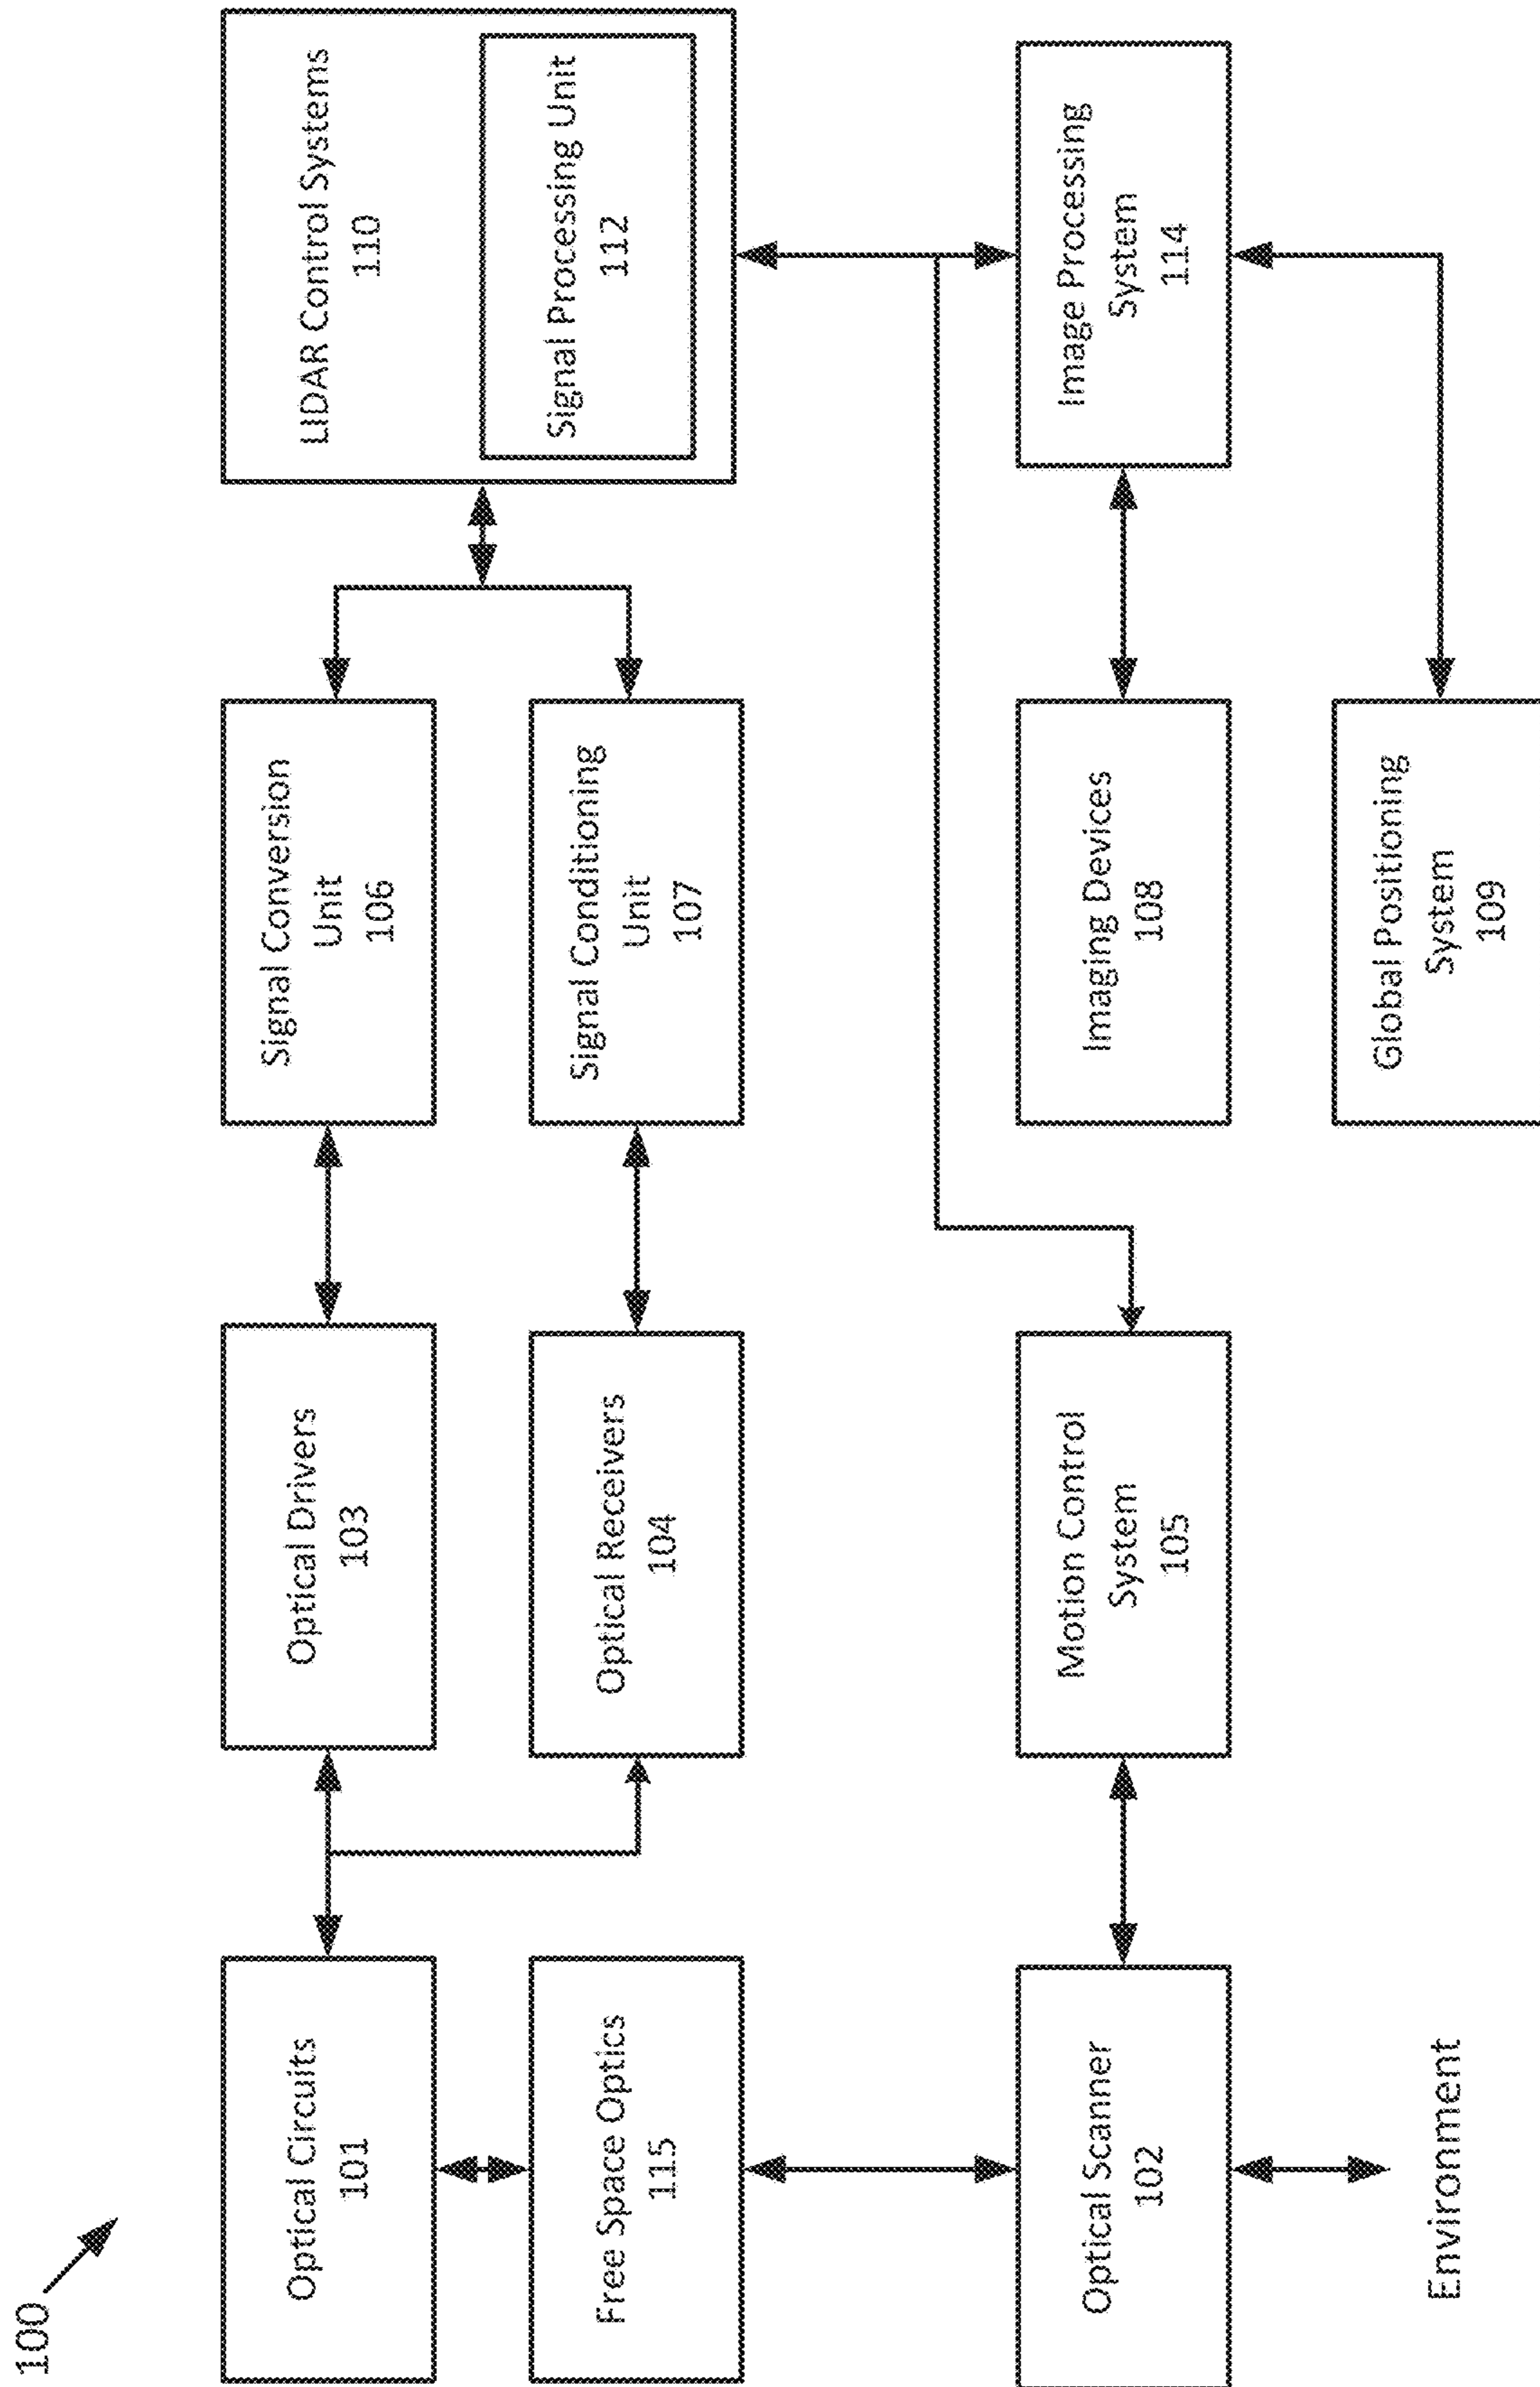 100
Optical Circuits
101
Optical Drivers
103
Signal Conversion
Unit
106
LIDAR Control Systems
110
Signal Processing Unit
112
Free Space Optics
115
Optical Receivers
104
Signal Conditioning
Unit
107
Optical Scanner
102
Motion Control
System
105
Imaging Devices
108
Image Processing
System
114
Environment
Global Positioning
System
109